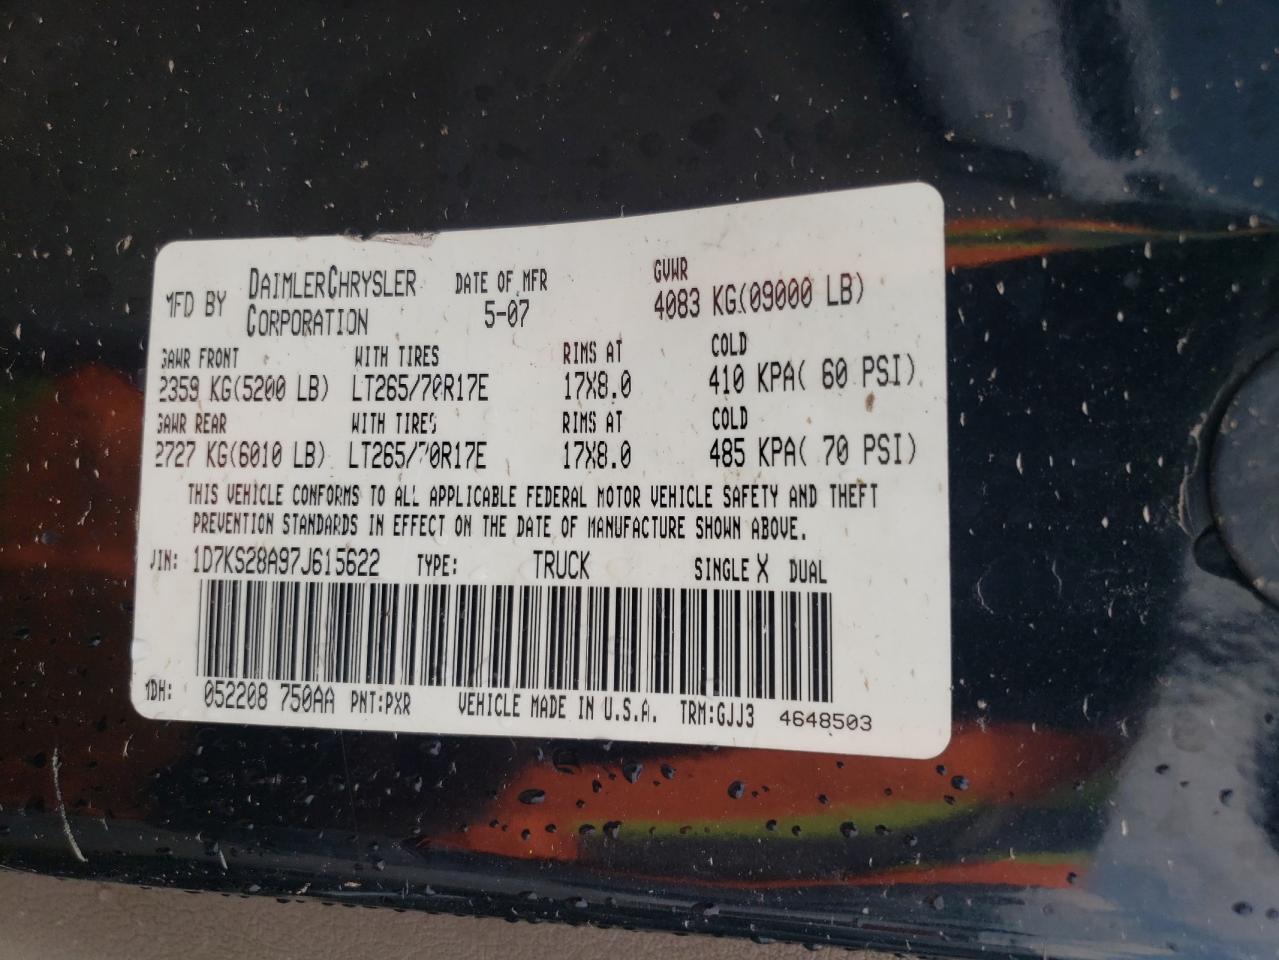 MFD BY DAIMLERCHRYSLER CORPORATION DATE OF MFR 5-07 GVWR 4083 KG(09000 LB)
GAWR FRONT WITH TIRES RIMS AT COLD
2359 KG(5200 LB) LT265/70R17E 17X8.0 410 KPA( 60 PSI)
GAWR REAR WITH TIRES RIMS AT COLD
2727 KG(6010 LB) LT265/70R17E 17X8.0 485 KPA( 70 PSI)
THIS VEHICLE CONFORMS TO ALL APPLICABLE FEDERAL MOTOR VEHICLE SAFETY AND THEFT
PREVENTION STANDARDS IN EFFECT ON THE DATE OF MANUFACTURE SHOWN ABOVE.
VIN: 1D7KS28A97J615622 TYPE: TRUCK SINGLE X DUAL
MDH: 052208 750AA PNT:PXR VEHICLE MADE IN U.S.A. TRM:GJJ3 4648503